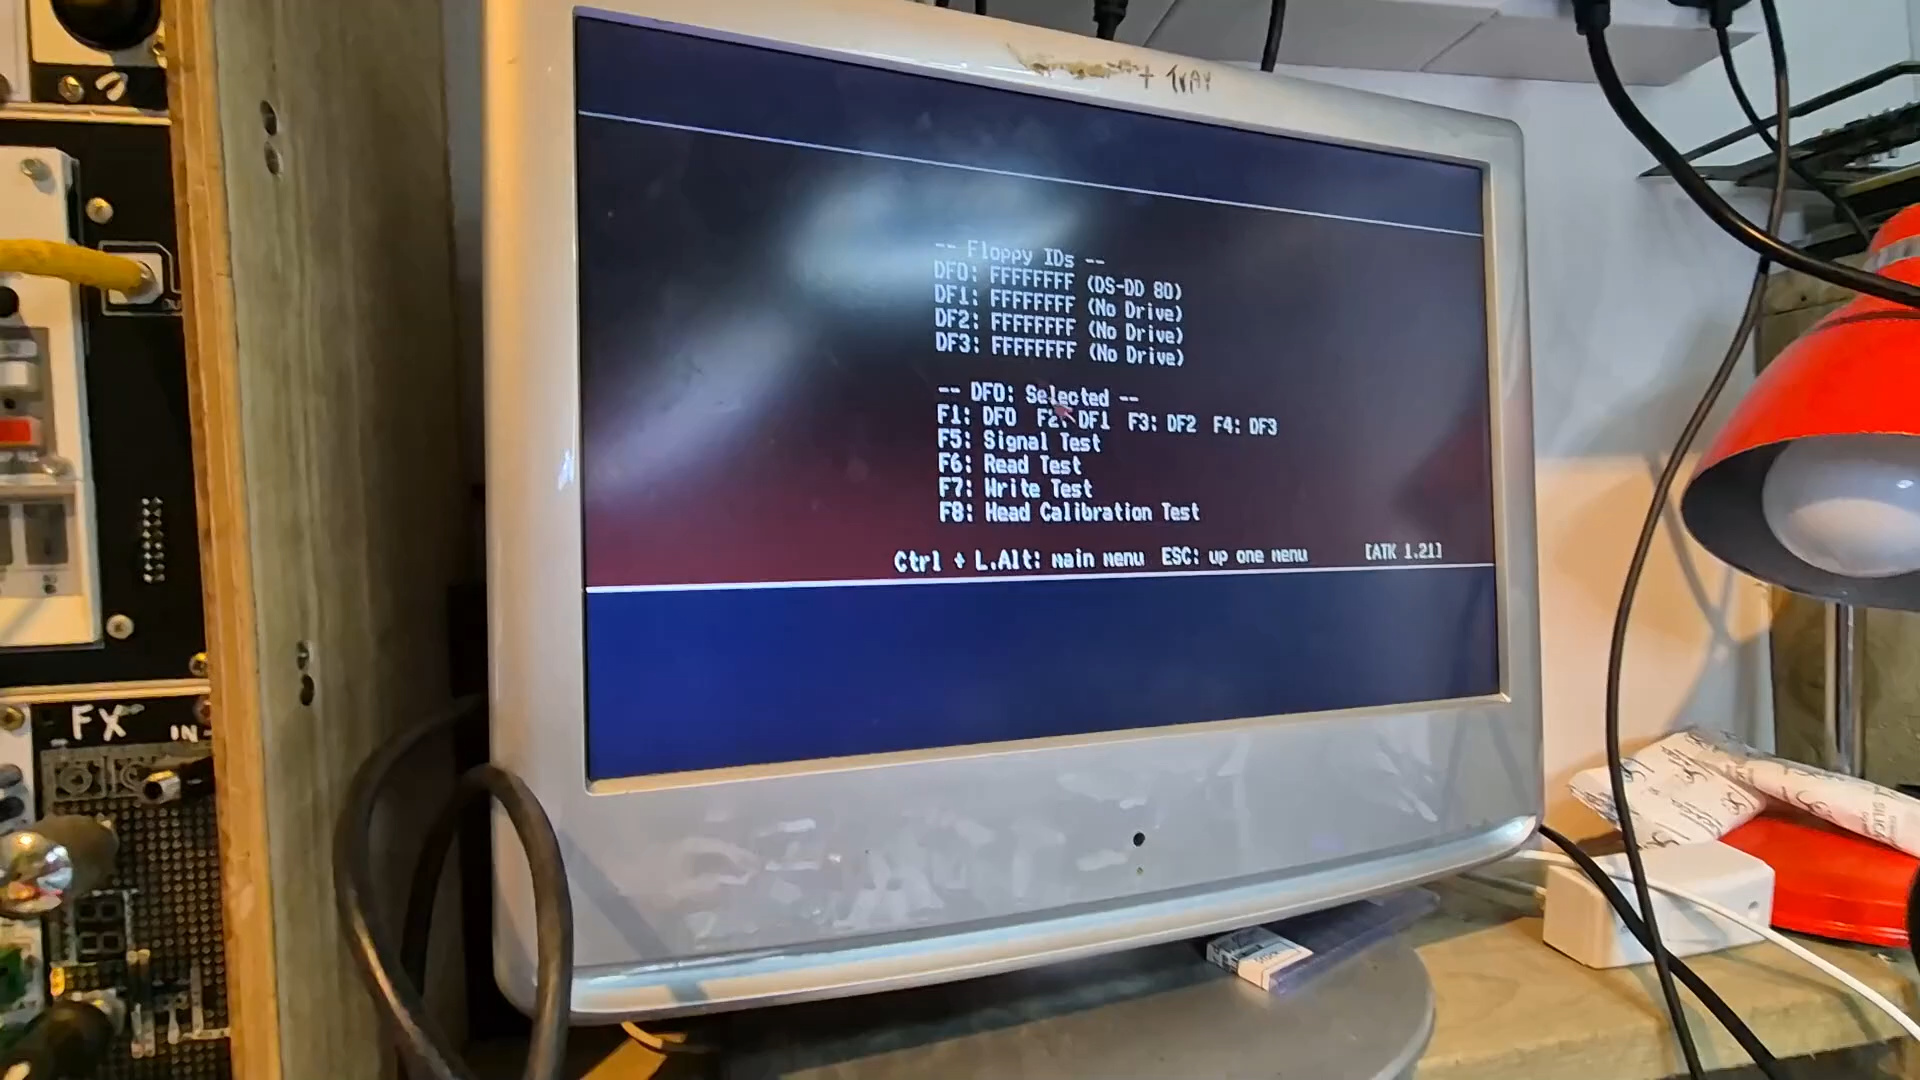 + TRAY
-- Floppy IDs --
DF0: FFFFFFFF (DS-DD 80)
DF1: FFFFFFFF (No Drive)
DF2: FFFFFFFF (No Drive)
DF3: FFFFFFFF (No Drive)
-- DF0: Selected --
F1: DF0 F2: DF1 F3: DF2 F4: DF3
F5: Signal Test
F6: Read Test
F7: Write Test
F8: Head Calibration Test
Ctrl + L.Alt: main menu ESC: up one menu [ATK 1.21]
FX
IN